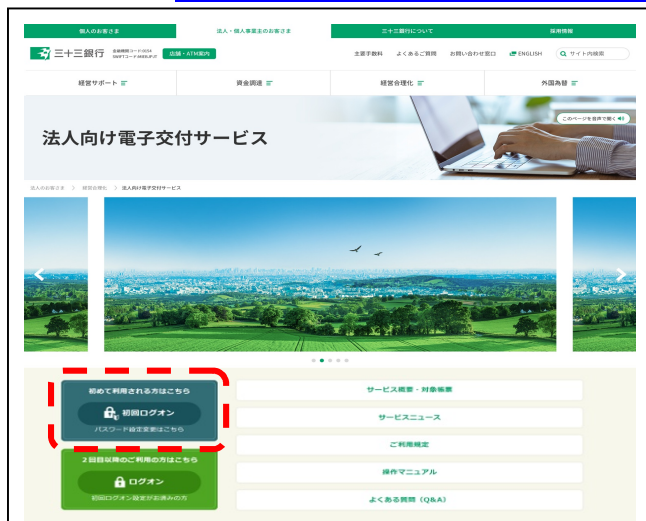 個人のお客さま
法人・個人事業主のお客さま
三十三銀行について
採用情報
三十三銀行
金融機関コード:0154
店舗・ATM案内
主要手数料
よくあるご質問
お問い合わせ窓口
ENGLISH
サイト内検索
経営サポート
資金調達
経営合理化
外国為替
法人向け電子交付サービス
このページを音声で聞く
法人のお客さま > 経営合理化 > 法人向け電子交付サービス
初めて利用される方はこちら
初回ログオン
パスワード設定変更はこちら
2回目以降のご利用の方はこちら
ログオン
初回ログオン設定がお済みの方
サービス概要・対象帳票
サービスニュース
ご利用規定
操作マニュアル
よくある質問（Q&A）